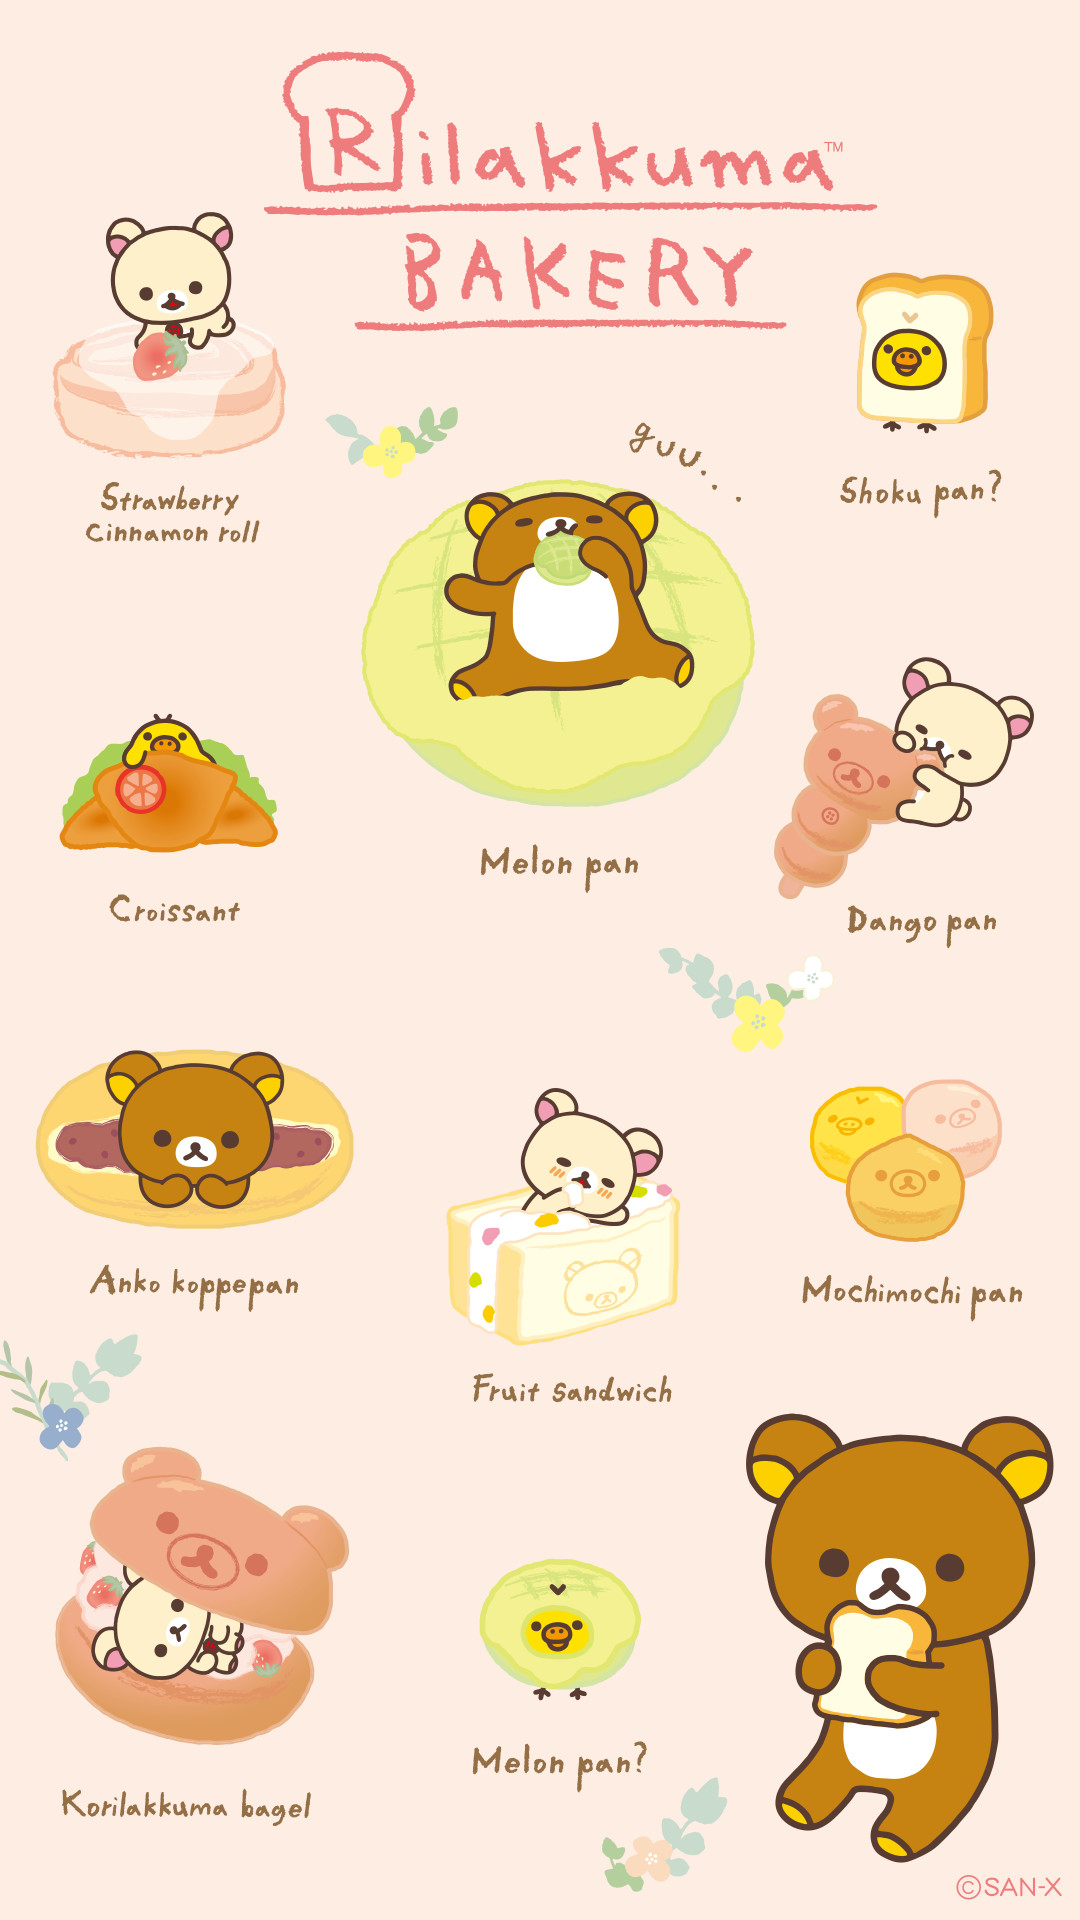 Rilakkuma™
BAKERY
Strawberry
Cinnamon roll
Shoku pan?
guu...
Melon pan
Croissant
Dango pan
Anko koppepan
Fruit sandwich
Mochimochi pan
Korilakkuma bagel
Melon pan?
©SAN-X